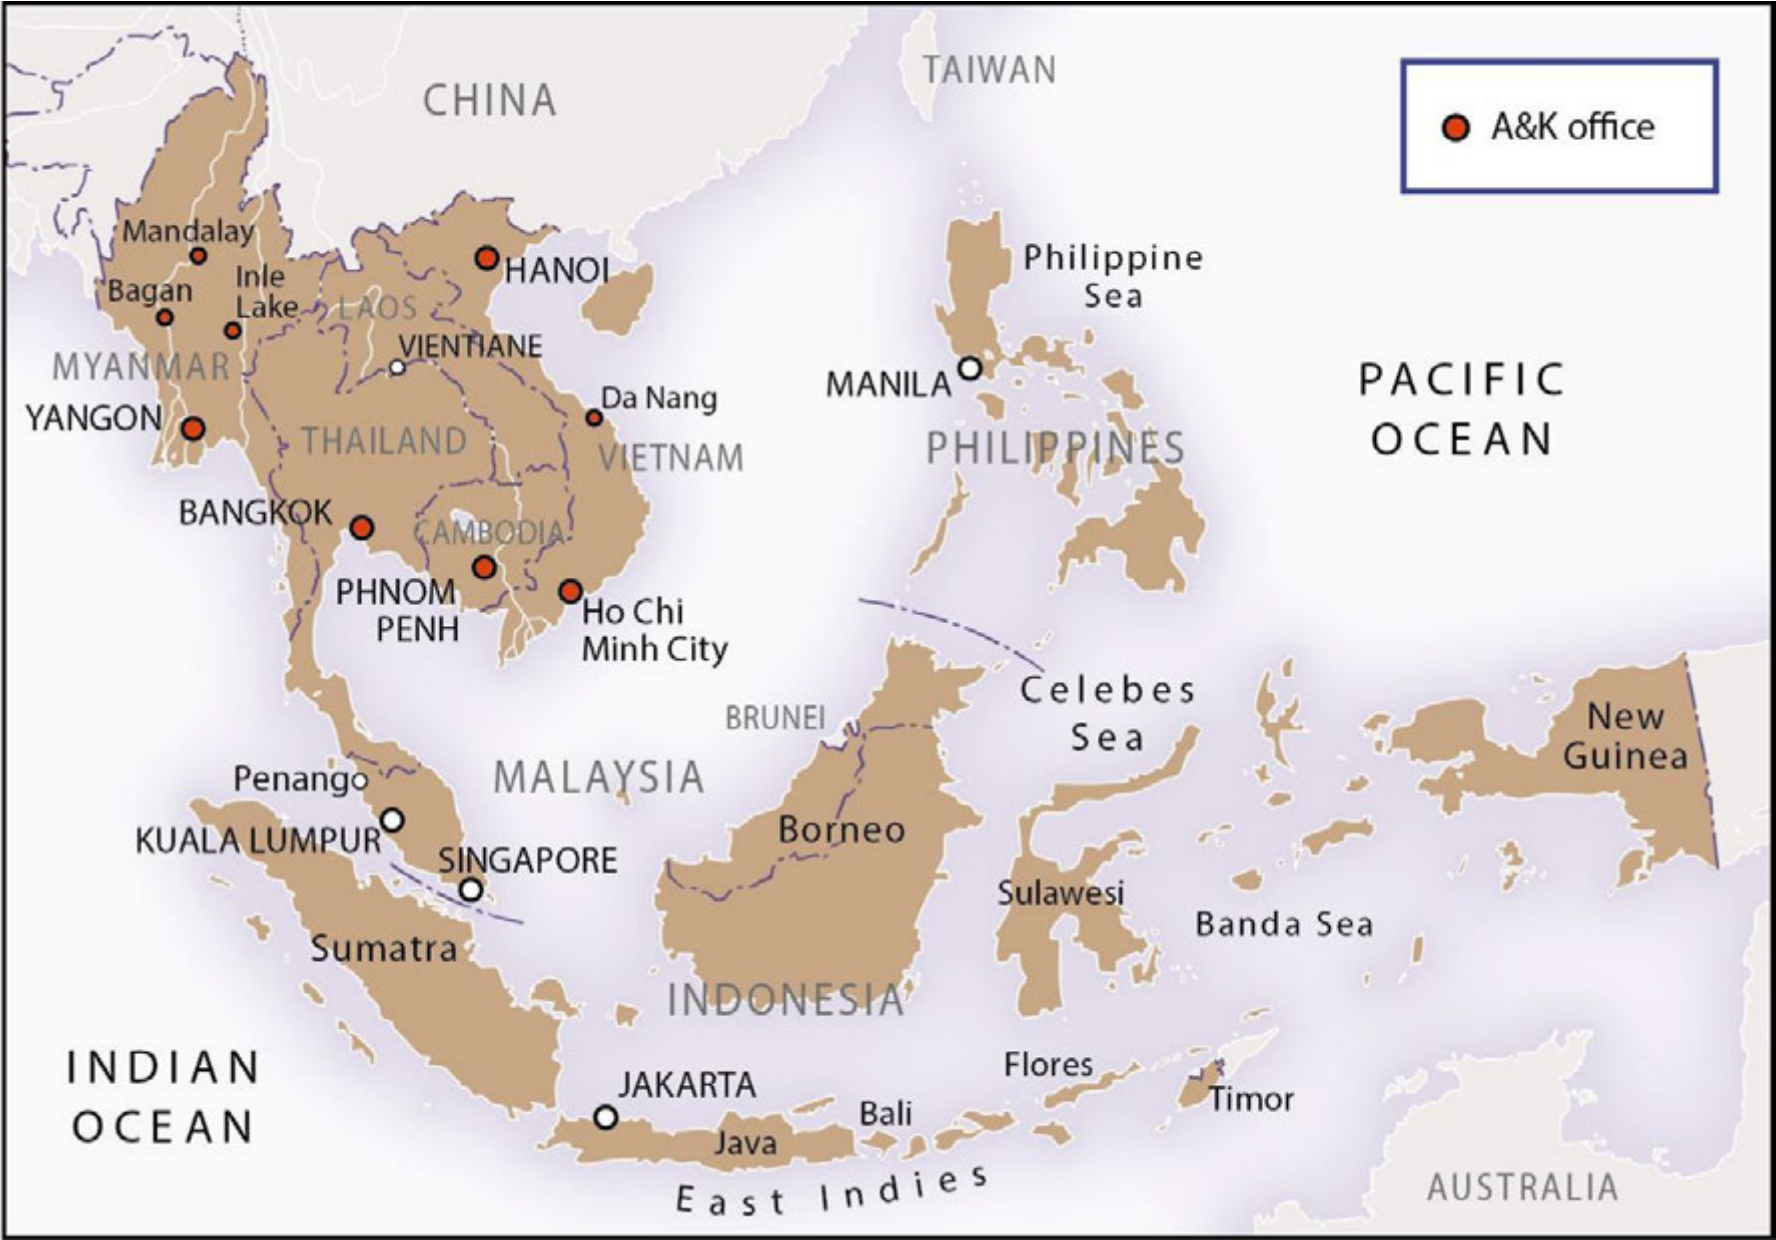 CHINA
TAIWAN
A&K office
Mandalay
Bagan
Inle
Lake
HANOI
LAOS
Philippine
Sea
MYANMAR
VIENTIANE
YANGON
THAILAND
Da Nang
VIETNAM
MANILA
PHILIPPINES
PACIFIC
OCEAN
BANGKOK
CAMBODIA
PHNOM
PENH
Ho Chi
Minh City
Celebes
Sea
BRUNEI
New
Guinea
Penango
MALAYSIA
KUALA LUMPUR
SINGAPORE
Borneo
Sulawesi
Banda Sea
Sumatra
INDONESIA
INDIAN
OCEAN
JAKARTA
Java
Bali
Flores
Timor
East Indies
AUSTRALIA